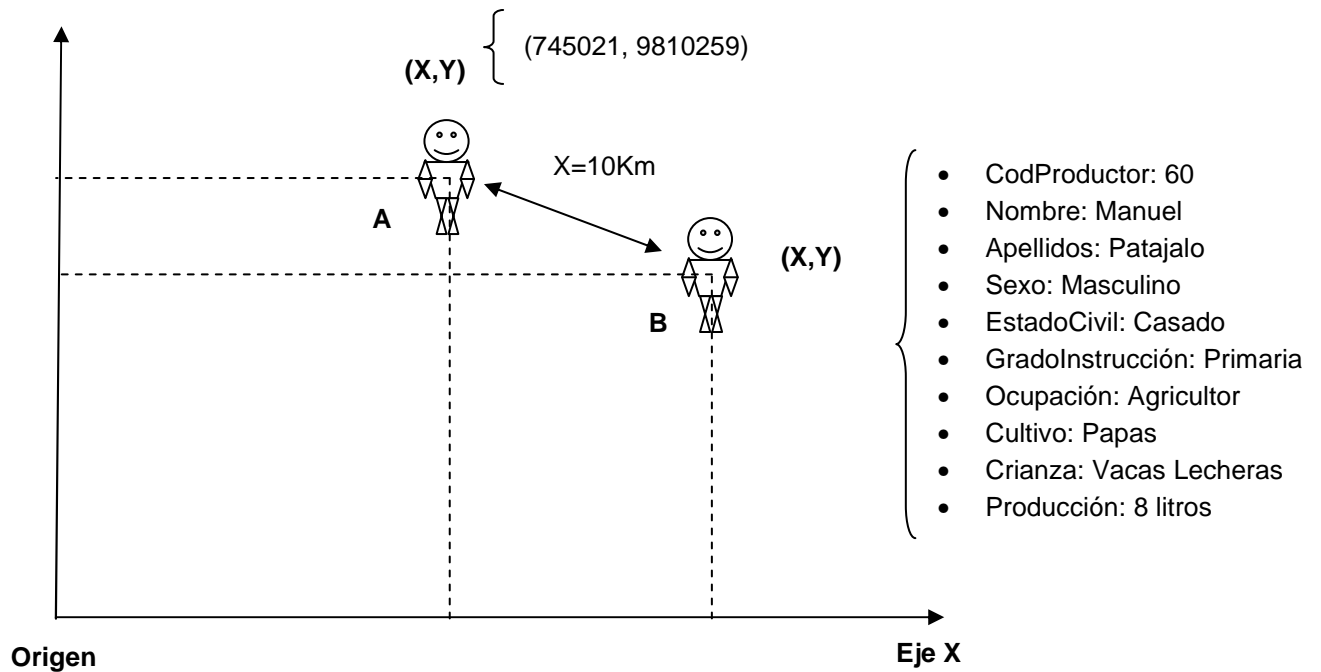 (745021, 9810259)
(X,Y)
X=10Km
A
(X,Y)
B
• CodProductor: 60
• Nombre: Manuel
• Apellidos: Patajalo
• Sexo: Masculino
• EstadoCivil: Casado
• GradoInstrucción: Primaria
• Ocupación: Agricultor
• Cultivo: Papas
• Crianza: Vacas Lecheras
• Producción: 8 litros
Origen
Eje X